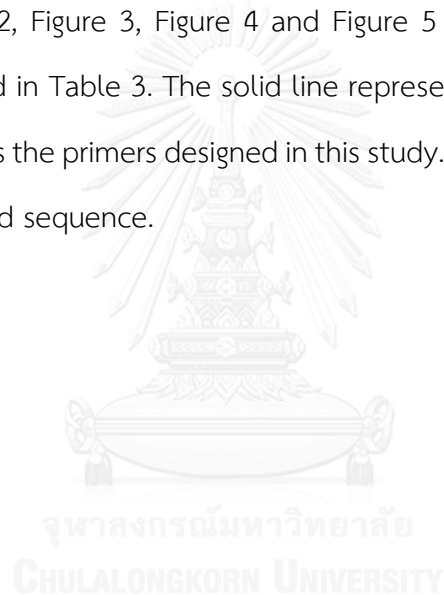 2, Figure 3, Figure 4 and Figure 5
d in Table 3. The solid line represe
s the primers designed in this study.
d sequence.
จุฬาลงกรณ์มหาวิทยาลัย
CHULALONGKORN UNIVERSITY